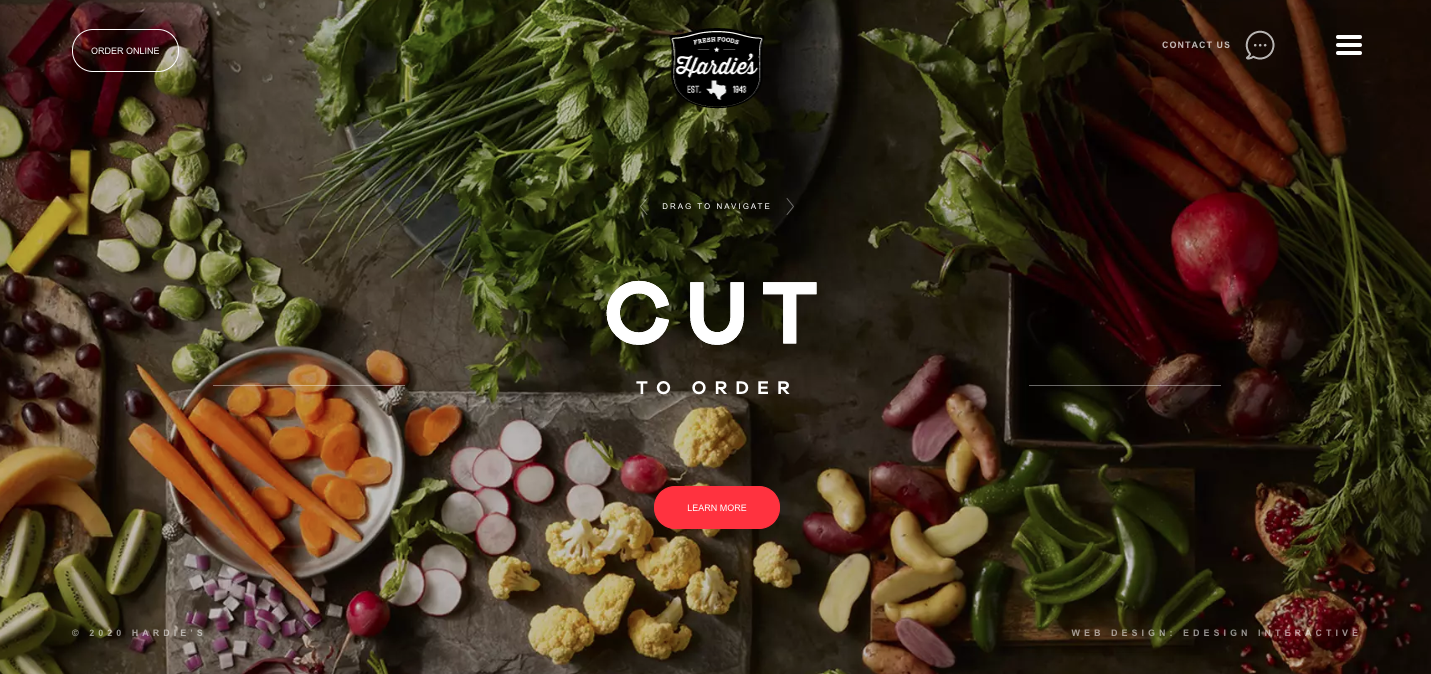 ORDER ONLINE
FRESH FOODS
Hardie's
EST. 1943
CONTACT US
DRAG TO NAVIGATE
CUT
TO ORDER
LEARN MORE
© 2020 HARDIE'S
WEB DESIGN: EDESIGN INTERACTIVE